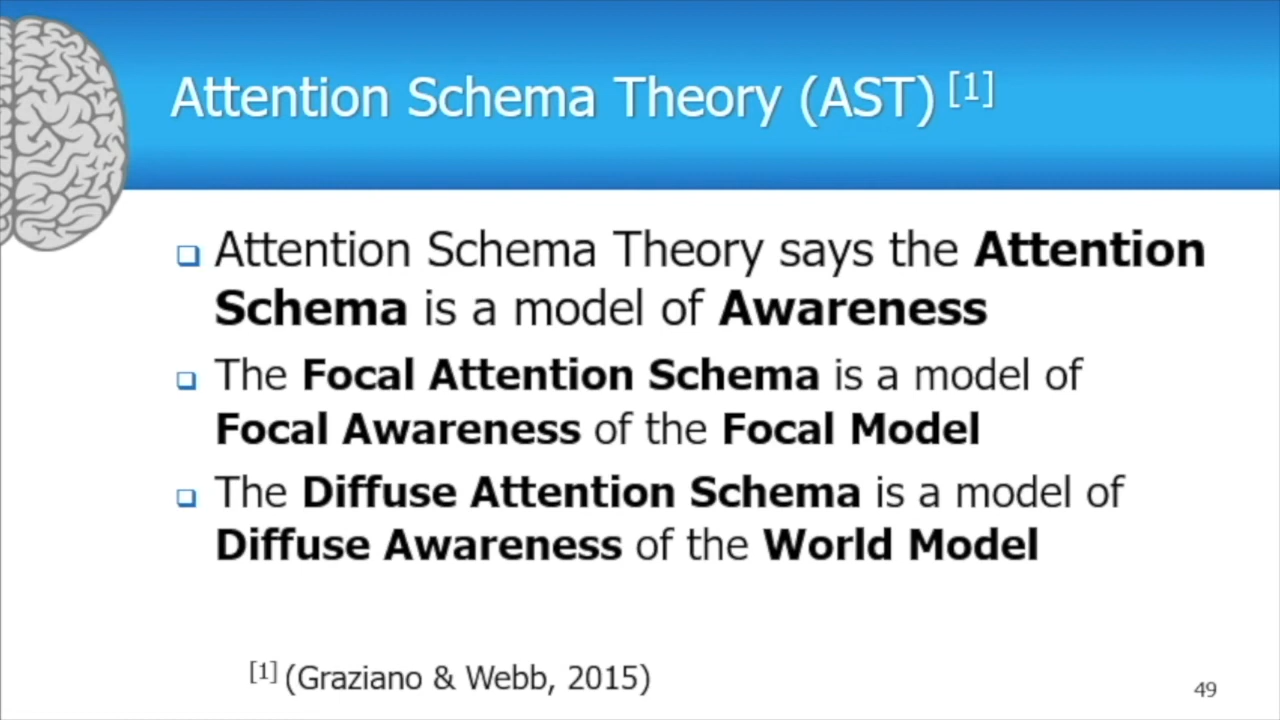 Attention Schema Theory (AST) [1]
Attention Schema Theory says the Attention
Schema is a model of Awareness
The Focal Attention Schema is a model of
Focal Awareness of the Focal Model
The Diffuse Attention Schema is a model of
Diffuse Awareness of the World Model
[1] (Graziano & Webb, 2015)
49